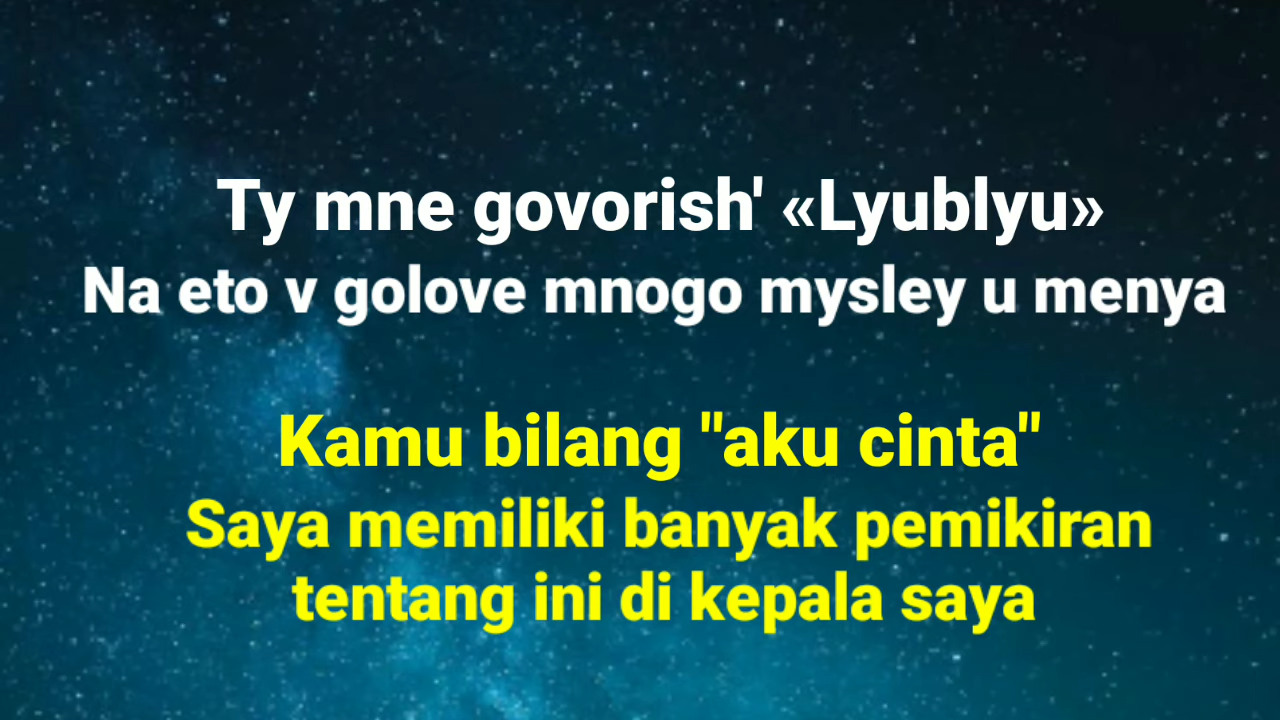 Ty mne govorish' «Lyublyu»
Na eto v golove mnogo mysley u menya
Kamu bilang "aku cinta"
Saya memiliki banyak pemikiran
tentang ini di kepala saya